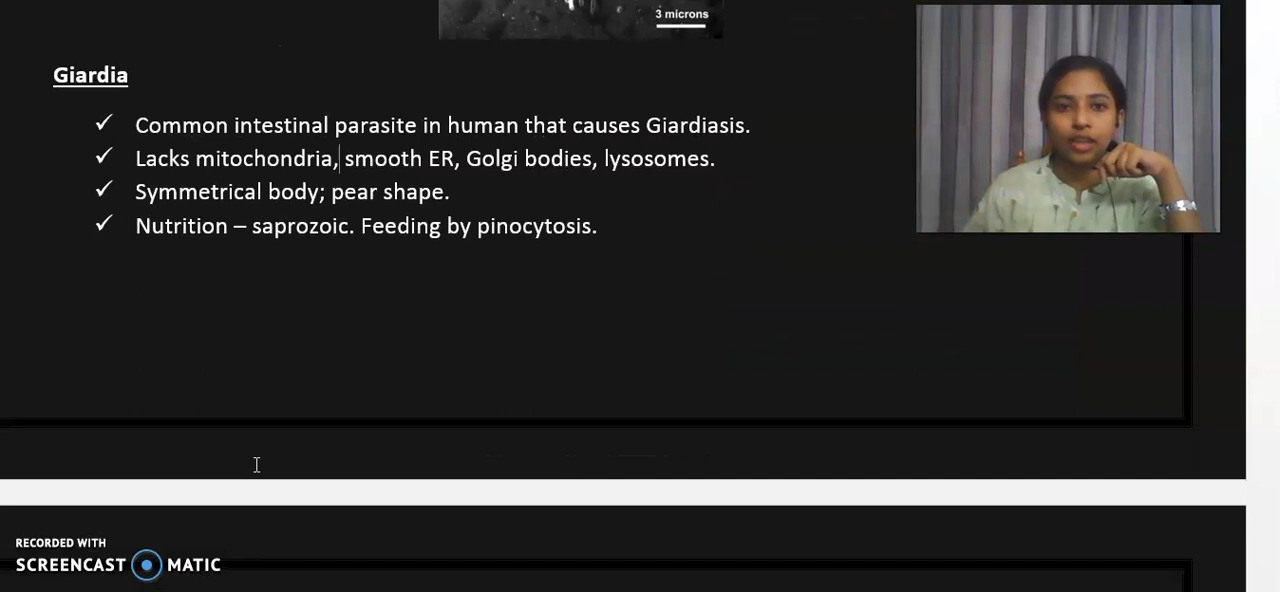 3 microns
Giardia
✓ Common intestinal parasite in human that causes Giardiasis.
✓ Lacks mitochondria, smooth ER, Golgi bodies, lysosomes.
✓ Symmetrical body; pear shape.
✓ Nutrition – saprozoic. Feeding by pinocytosis.
RECORDED WITH
SCREENCAST MATIC